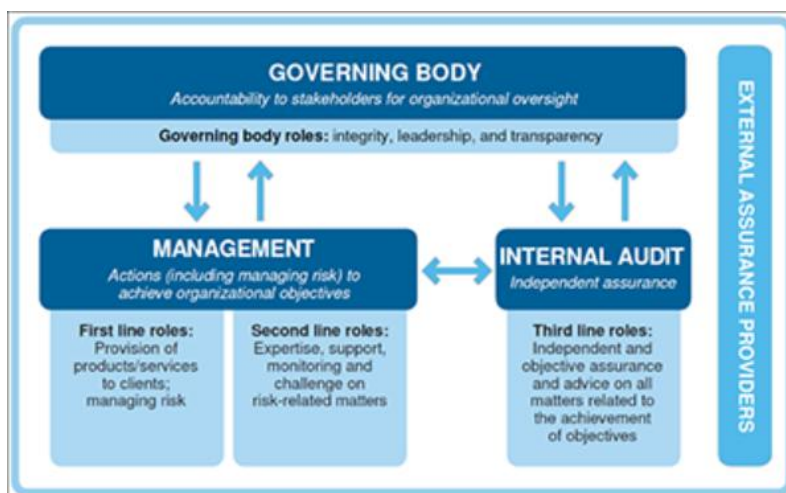 GOVERNING BODY
Accountability to stakeholders for organizational oversight
Governing body roles: integrity, leadership, and transparency
MANAGEMENT
Actions (including managing risk) to
achieve organizational objectives
First line roles:
Provision of
products/services
to clients;
managing risk
Second line roles:
Expertise, support,
monitoring and
challenge on
risk-related matters
INTERNAL AUDIT
Independent assurance
Third line roles:
Independent and
objective assurance
and advice on all
matters related to
the achievement
of objectives
EXTERNAL ASSURANCE PROVIDERS